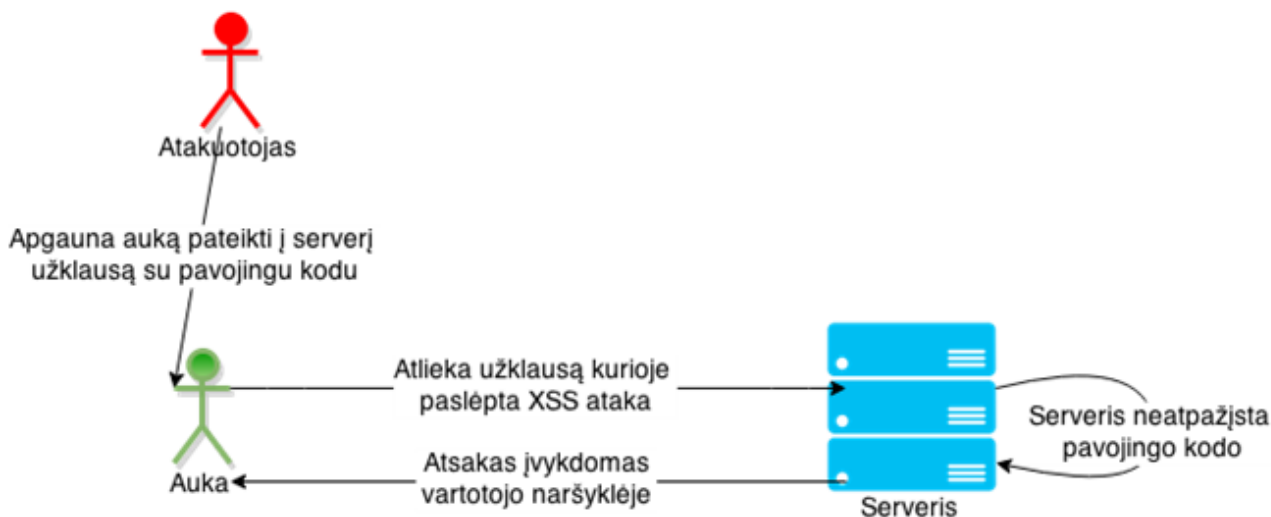 Atakuotojas
Apgauna auką pateikti į serverį
užklausą su pavojingu kodu
Atlieka užklausą kurioje
paslėpta XSS ataka
Serveris neatpažįsta
pavojingo kodo
Atsakas įvykdomas
vartotojo naršyklėje
Auka
Serveris